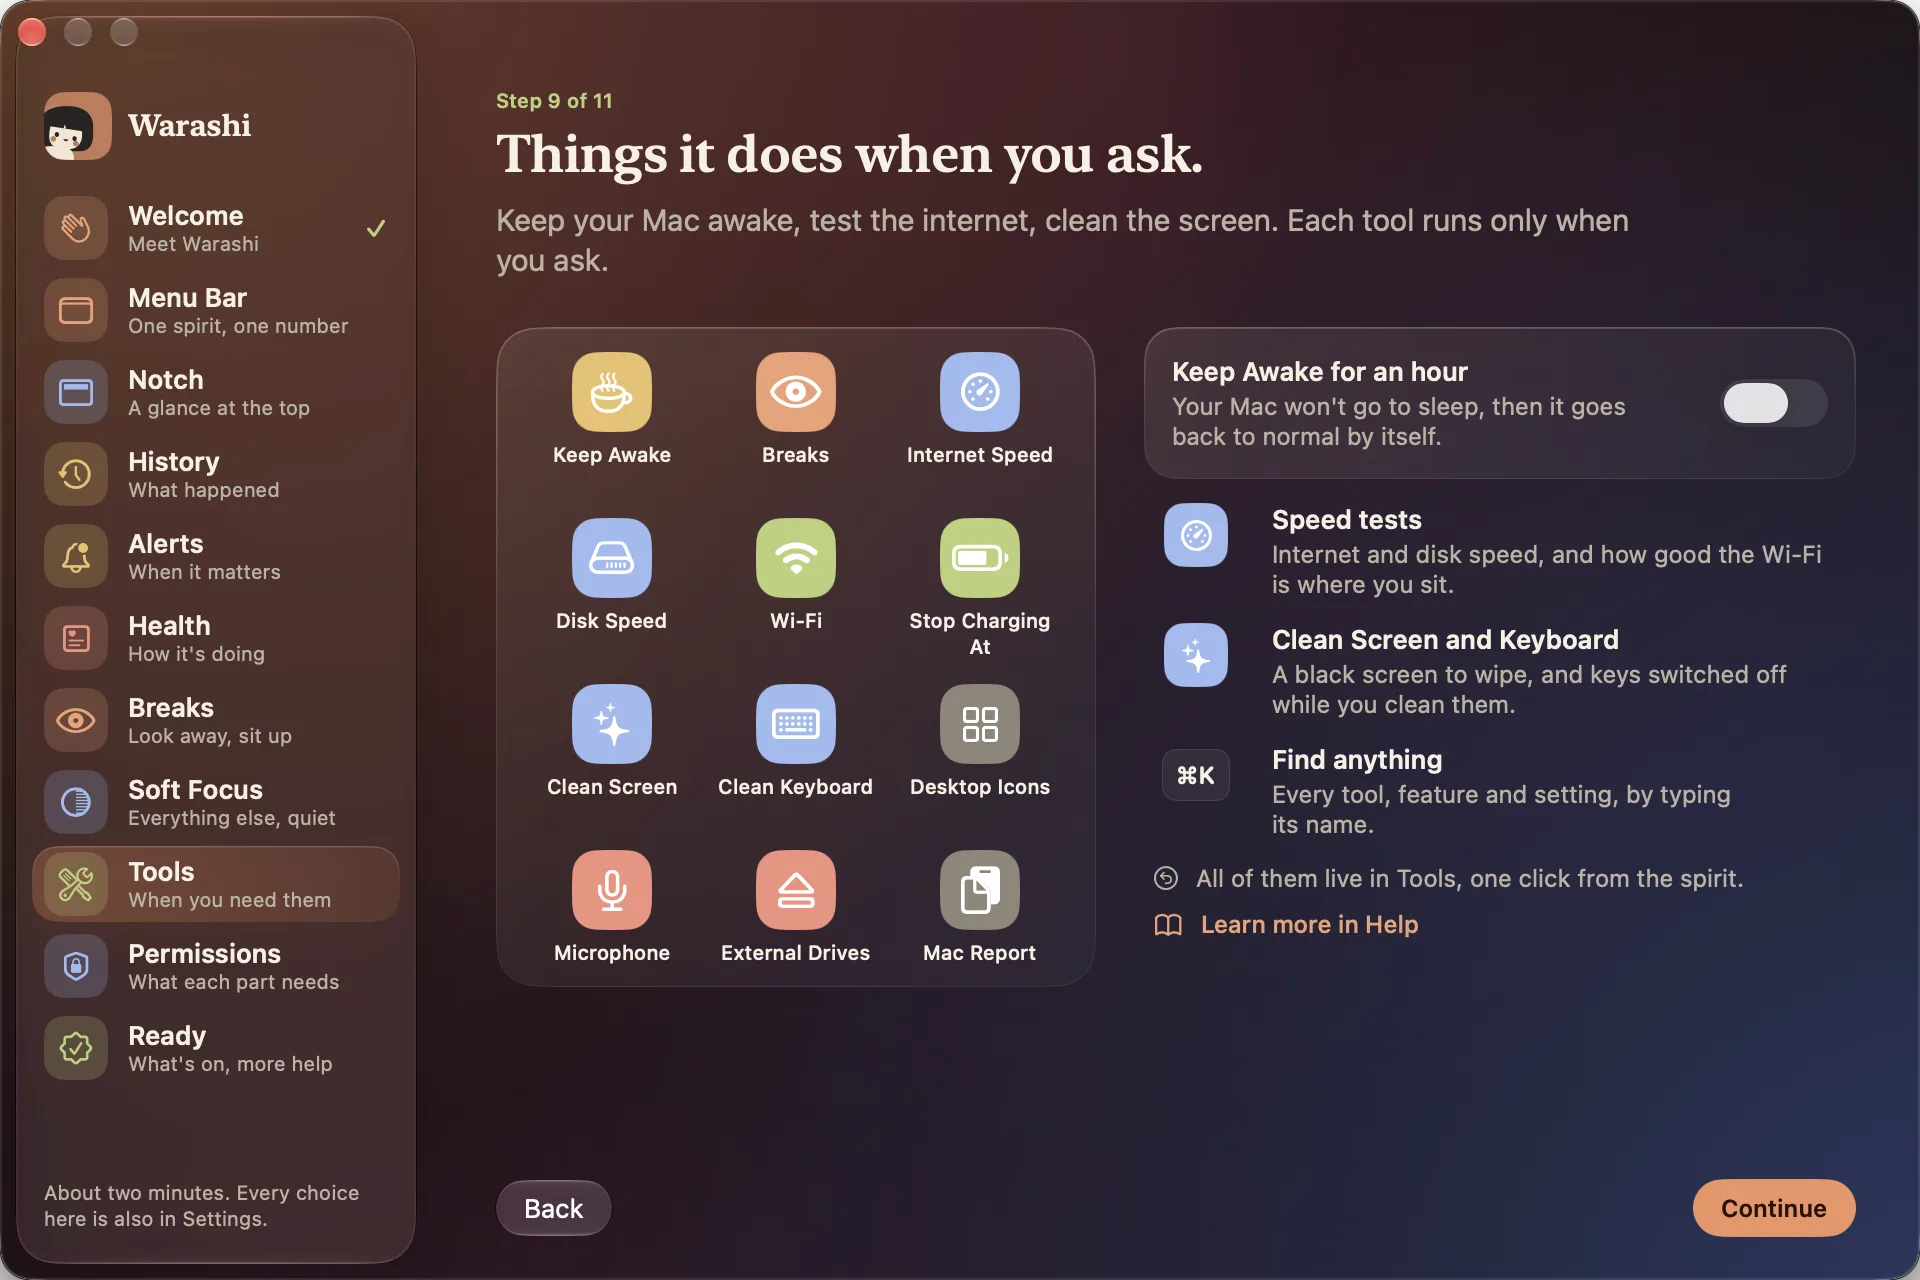 Warashi
Welcome
Meet Warashi
Menu Bar
One spirit, one number
Notch
A glance at the top
History
What happened
Alerts
When it matters
Health
How it's doing
Breaks
Look away, sit up
Soft Focus
Everything else, quiet
Tools
When you need them
Permissions
What each part needs
Ready
What's on, more help
About two minutes. Every choice
here is also in Settings.
Step 9 of 11
Things it does when you ask.
Keep your Mac awake, test the internet, clean the screen. Each tool runs only when
you ask.
Keep Awake
Breaks
Internet Speed
Disk Speed
Wi-Fi
Stop Charging
At
Clean Screen
Clean Keyboard
Desktop Icons
Microphone
External Drives
Mac Report
Keep Awake for an hour
Your Mac won't go to sleep, then it goes
back to normal by itself.
Speed tests
Internet and disk speed, and how good the Wi-Fi
is where you sit.
Clean Screen and Keyboard
A black screen to wipe, and keys switched off
while you clean them.
⌘K
Find anything
Every tool, feature and setting, by typing
its name.
All of them live in Tools, one click from the spirit.
Learn more in Help
Back
Continue